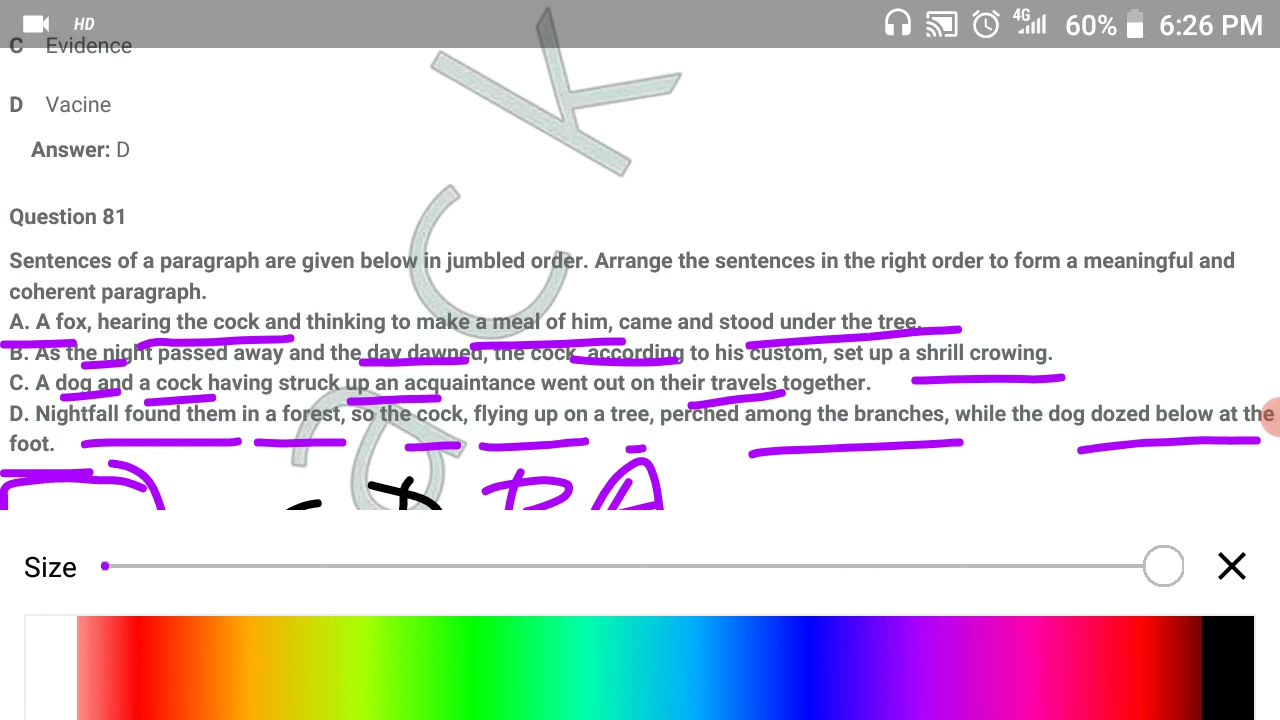 HD 4G 60% 6:26 PM
C Evidence
D Vacine
Answer: D
Question 81
Sentences of a paragraph are given below in jumbled order. Arrange the sentences in the right order to form a meaningful and
coherent paragraph.
A. A fox, hearing the cock and thinking to make a meal of him, came and stood under the tree.
B. As the night passed away and the day dawned, the cock, according to his custom, set up a shrill crowing.
C. A dog and a cock having struck up an acquaintance went out on their travels together.
D. Nightfall found them in a forest, so the cock, flying up on a tree, perched among the branches, while the dog dozed below at the
foot.
Size